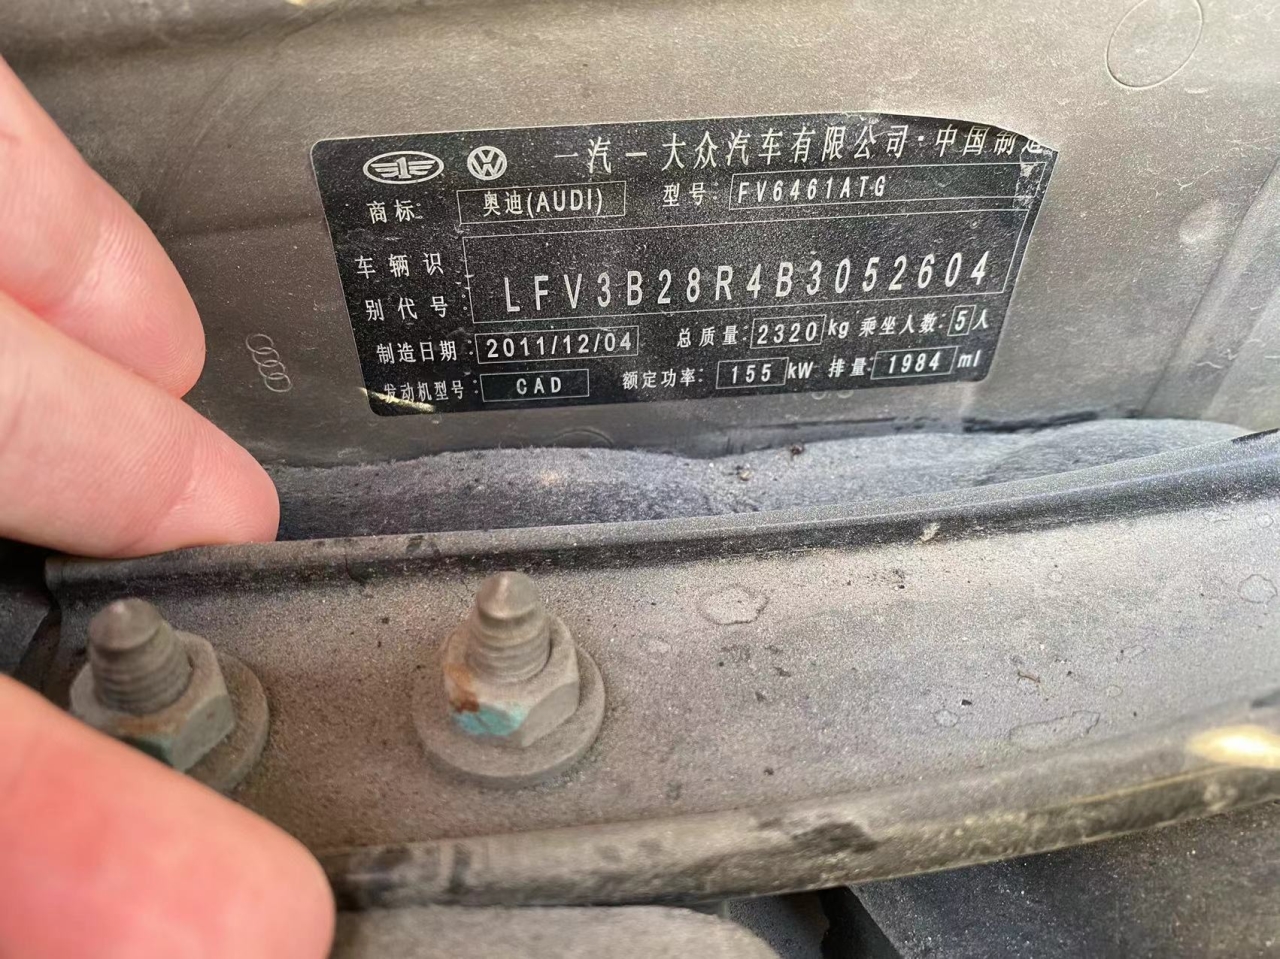 一汽－大众汽车有限公司·中国制造
商标: 奥迪(AUDI) 型号: FV6461ATG
车辆识别代号: LFV3B28R4B3052604
制造日期: 2011/12/04 总质量: 2320 kg 乘坐人数: 5 人
发动机型号: CAD 额定功率: 155 kW 排量: 1984 ml